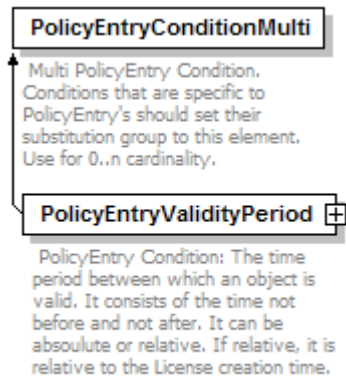 PolicyEntryConditionMulti
Multi PolicyEntry Condition.
Conditions that are specific to
PolicyEntry's should set their
substitution group to this element.
Use for 0..n cardinality.
PolicyEntryValidityPeriod
PolicyEntry Condition: The time
period between which an object is
valid. It consists of the time not
before and not after. It can be
absoulute or relative. If relative, it is
relative to the License creation time.